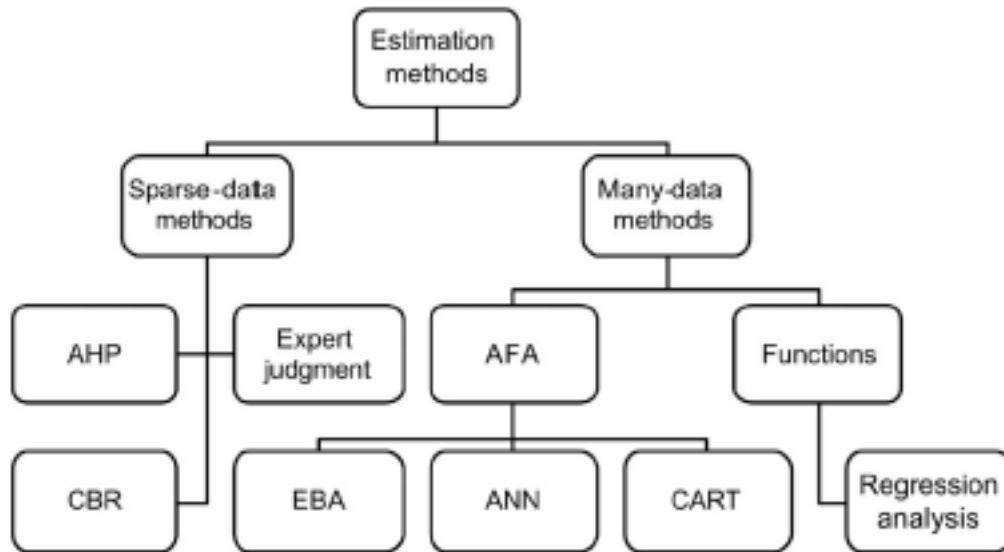 Estimation
methods
Sparse-data
methods
Many-data
methods
AHP
Expert
judgment
AFA
Functions
CBR
EBA
ANN
CART
Regression
analysis